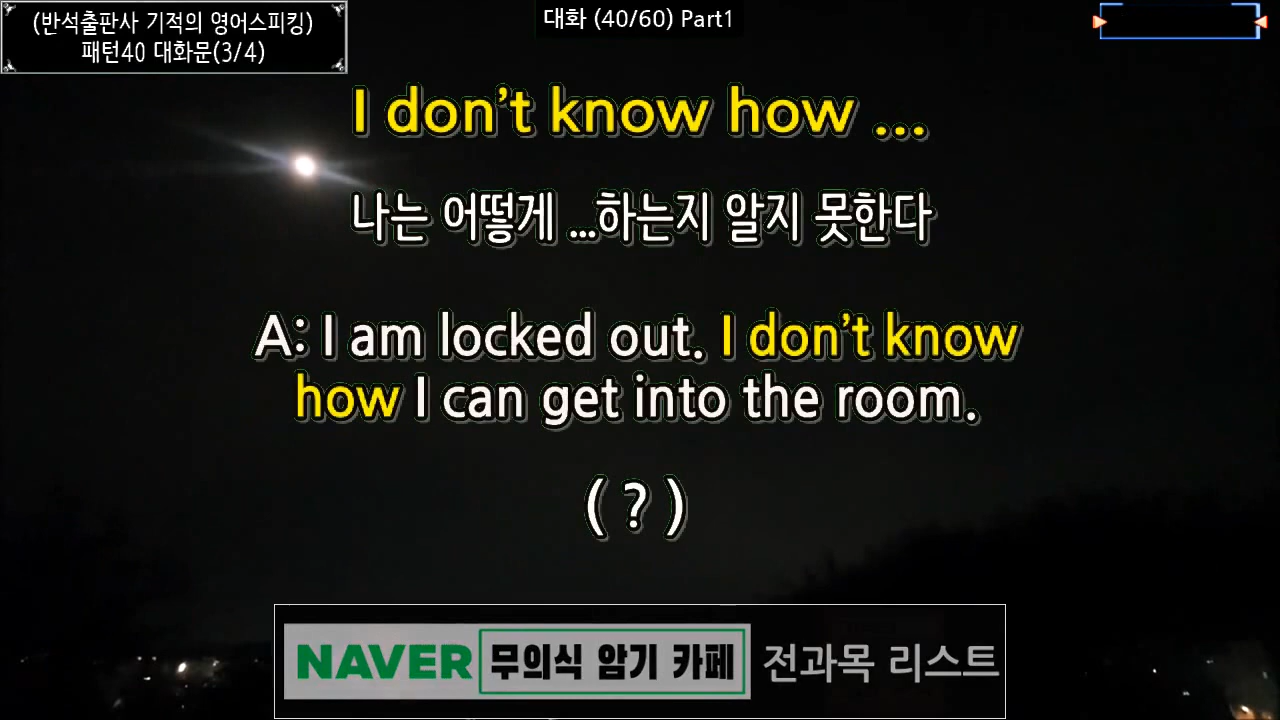 (반석출판사 기적의 영어스피킹)
패턴40 대화문(3/4)
대화 (40/60) Part1
I don't know how ...
나는 어떻게 ...하는지 알지 못한다
A: I am locked out. I don't know
how I can get into the room.
( ? )
NAVER 무의식 암기 카페 전과목 리스트